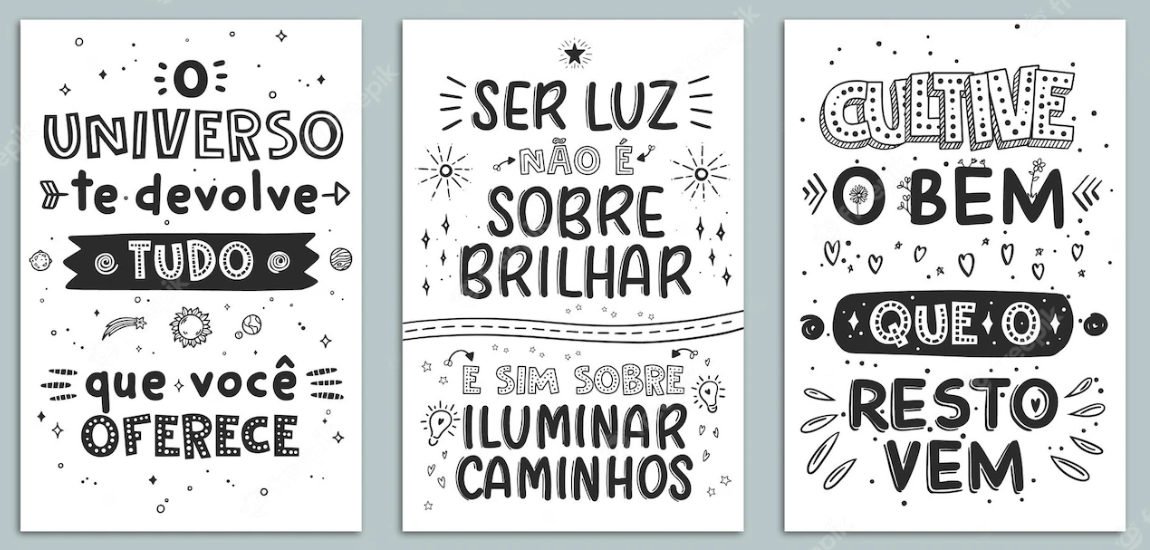 O
UNIVERSO
te devolve
TUDO
que você
OFERECE
SER LUZ
NÃO É
SOBRE
BRILHAR
E SIM SOBRE
ILUMINAR
CAMINHOS
CULTIVE
O BEM
QUE O
RESTO
VEM